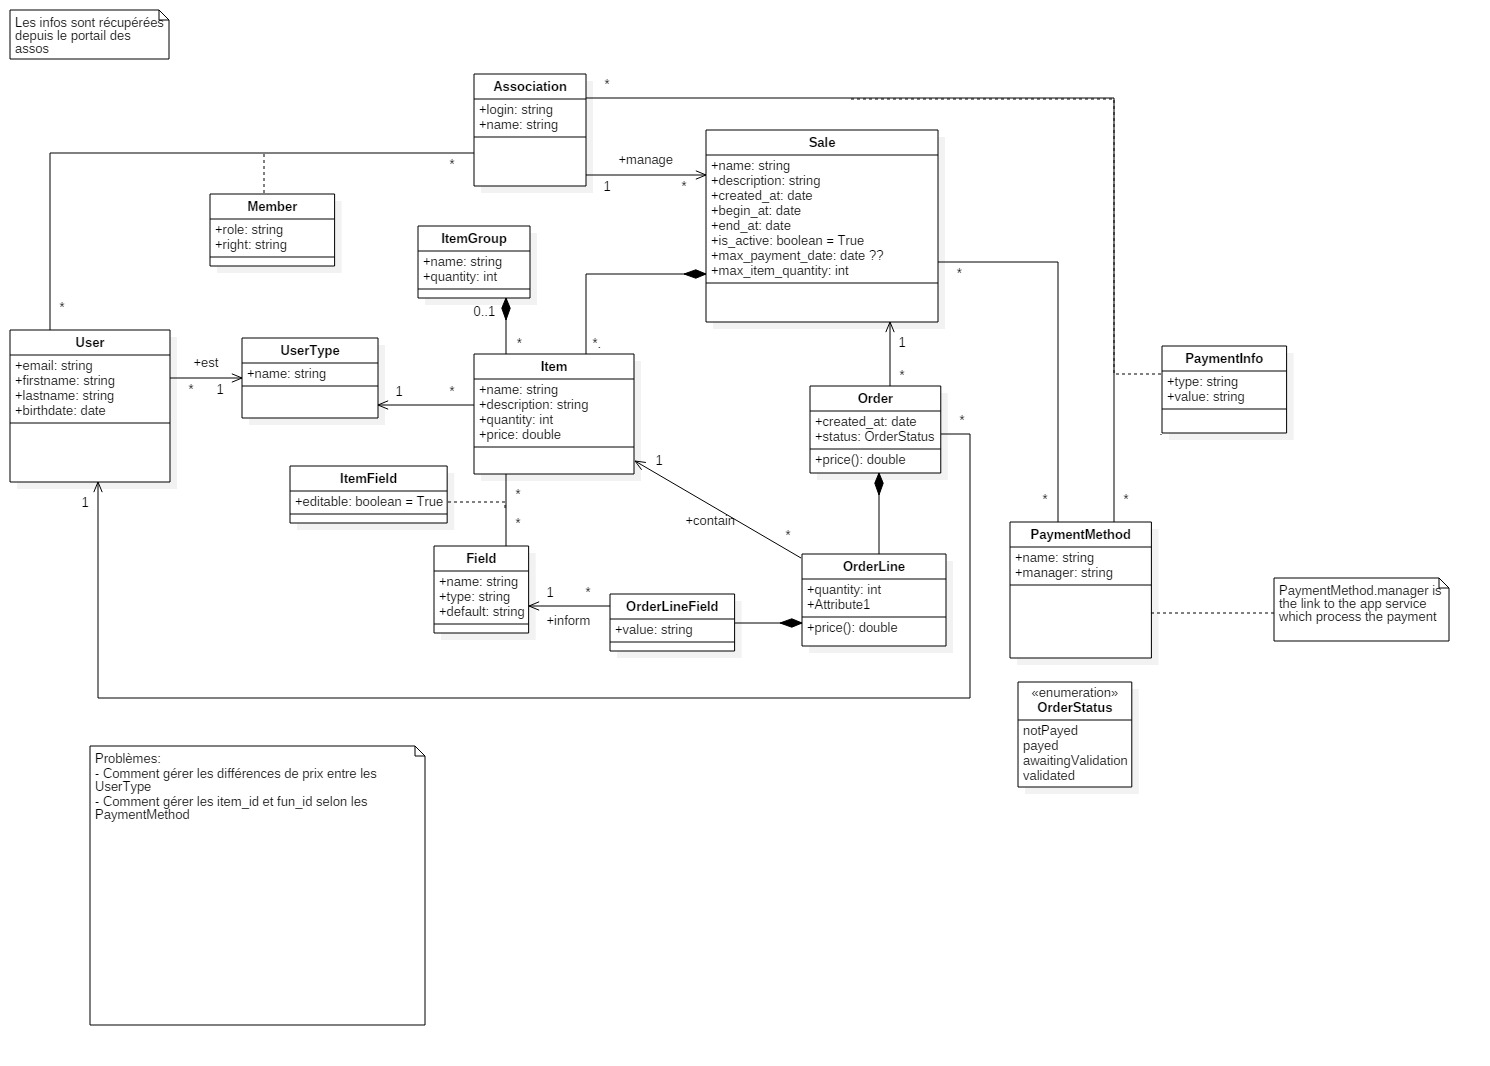 Les infos sont récupérées
depuis le portail des
assos
Association
+login: string
+name: string
*
*
+manage
1
*
Sale
+name: string
+description: string
+created_at: date
+begin_at: date
+end_at: date
+is_active: boolean = True
+max_payment_date: date ??
+max_item_quantity: int
*
Member
+role: string
+right: string
ItemGroup
+name: string
+quantity: int
0..1
*
*.
*
User
+email: string
+firstname: string
+lastname: string
+birthdate: date
+est
*
1
UserType
+name: string
1
*
Item
+name: string
+description: string
+quantity: int
+price: double
1
*
Order
+created_at: date
+status: OrderStatus
+price(): double
*
PaymentInfo
+type: string
+value: string
ItemField
+editable: boolean = True
*
*
1
+contain
*
1
*
*
Field
+name: string
+type: string
+default: string
1
*
+inform
OrderLineField
+value: string
OrderLine
+quantity: int
+Attribute1
+price(): double
PaymentMethod
+name: string
+manager: string
PaymentMethod.manager is
the link to the app service
which process the payment
«enumeration»
OrderStatus
notPayed
payed
awaitingValidation
validated
Problèmes:
- Comment gérer les différences de prix entre les
UserType
- Comment gérer les item_id et fun_id selon les
PaymentMethod